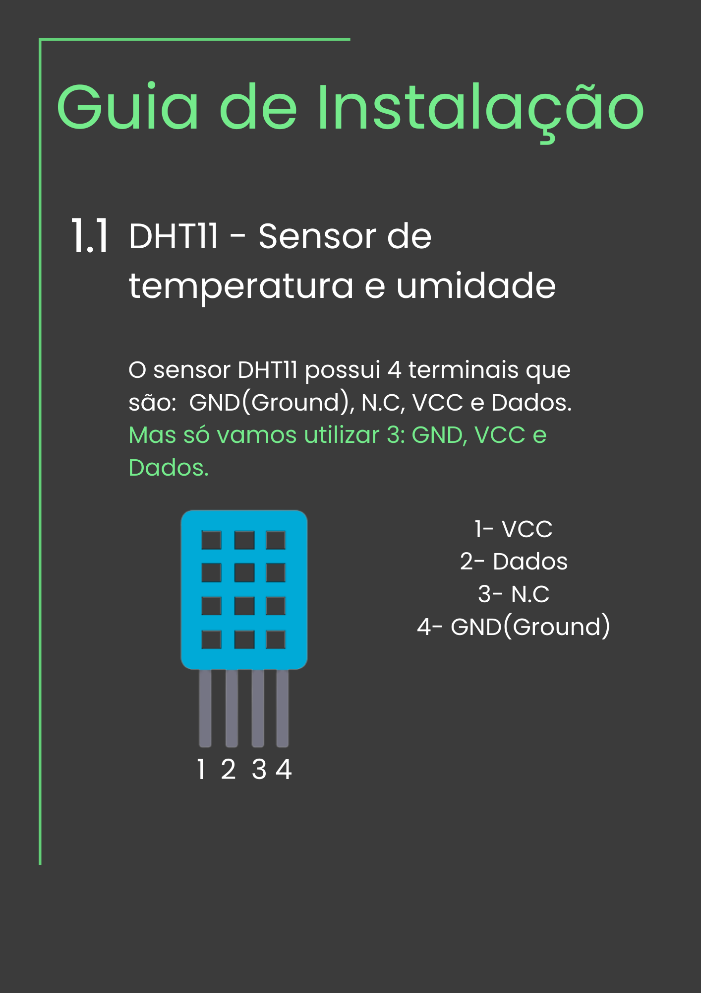 Guia de Instalação
1.1 DHT11 - Sensor de
temperatura e umidade
O sensor DHT11 possui 4 terminais que
são: GND(Ground), N.C, VCC e Dados.
Mas só vamos utilizar 3: GND, VCC e
Dados.
1- VCC
2- Dados
3- N.C
4- GND(Ground)
1 2 3 4